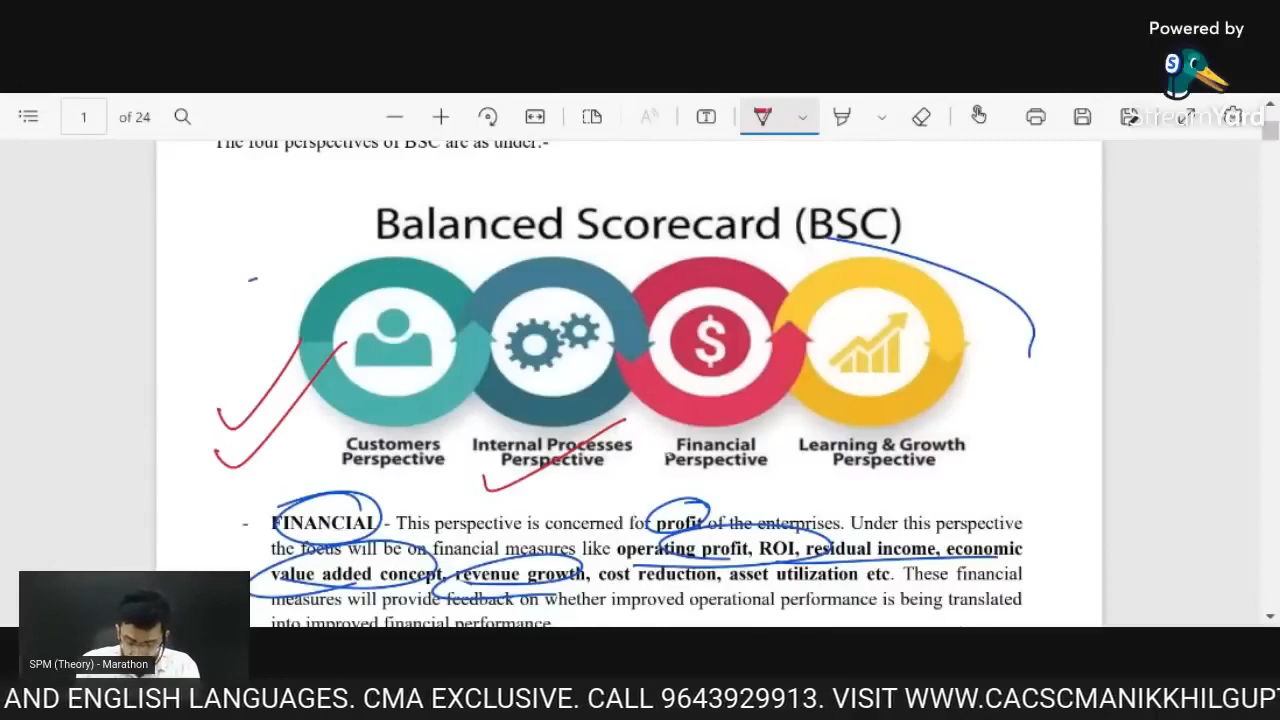 Powered by
S
StreamYard
1 of 24
The four perspectives of BSC are as under:-
Balanced Scorecard (BSC)
$
Customers Perspective
Internal Processes Perspective
Financial Perspective
Learning & Growth Perspective
- FINANCIAL - This perspective is concerned for profit of the enterprises. Under this perspective
the focus will be on financial measures like operating profit, ROI, residual income, economic
value added concept, revenue growth, cost reduction, asset utilization etc. These financial
measures will provide feedback on whether improved operational performance is being translated
into improved financial performance.
SPM (Theory) - Marathon
AND ENGLISH LANGUAGES. CMA EXCLUSIVE. CALL 9643929913. VISIT WWW.CACSCMANIKKHILGUP